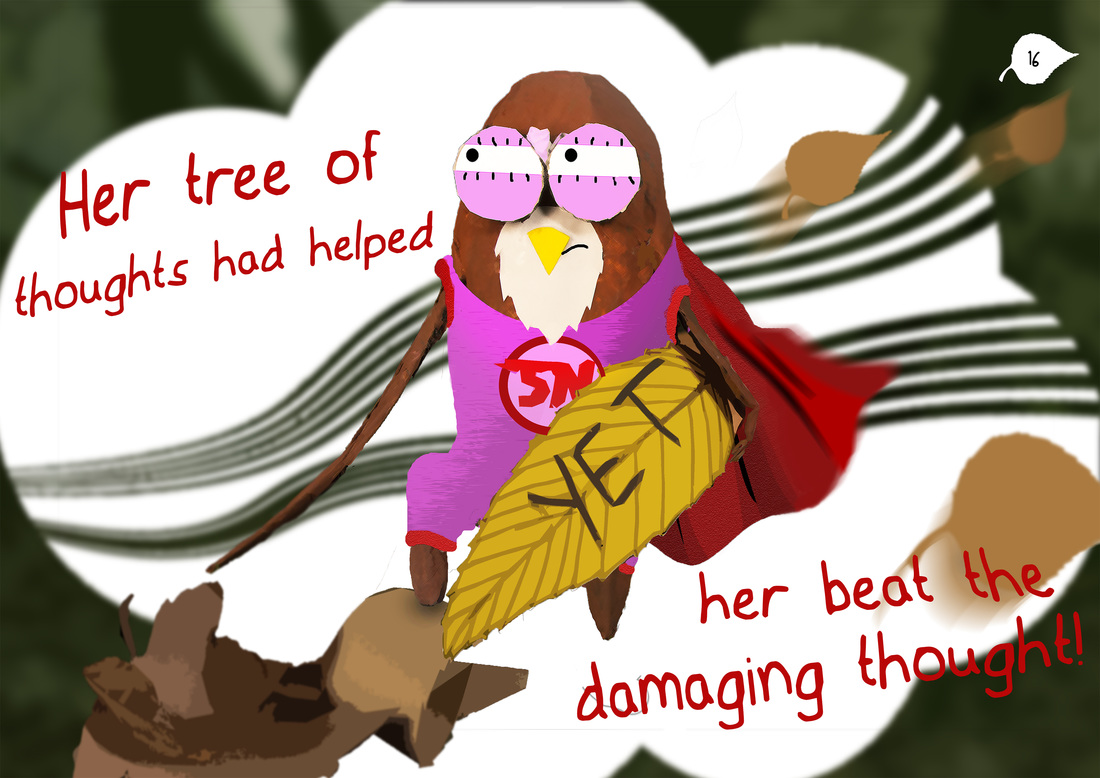 16
Her tree of
thoughts had helped
SN
YET
her beat the
damaging thought!